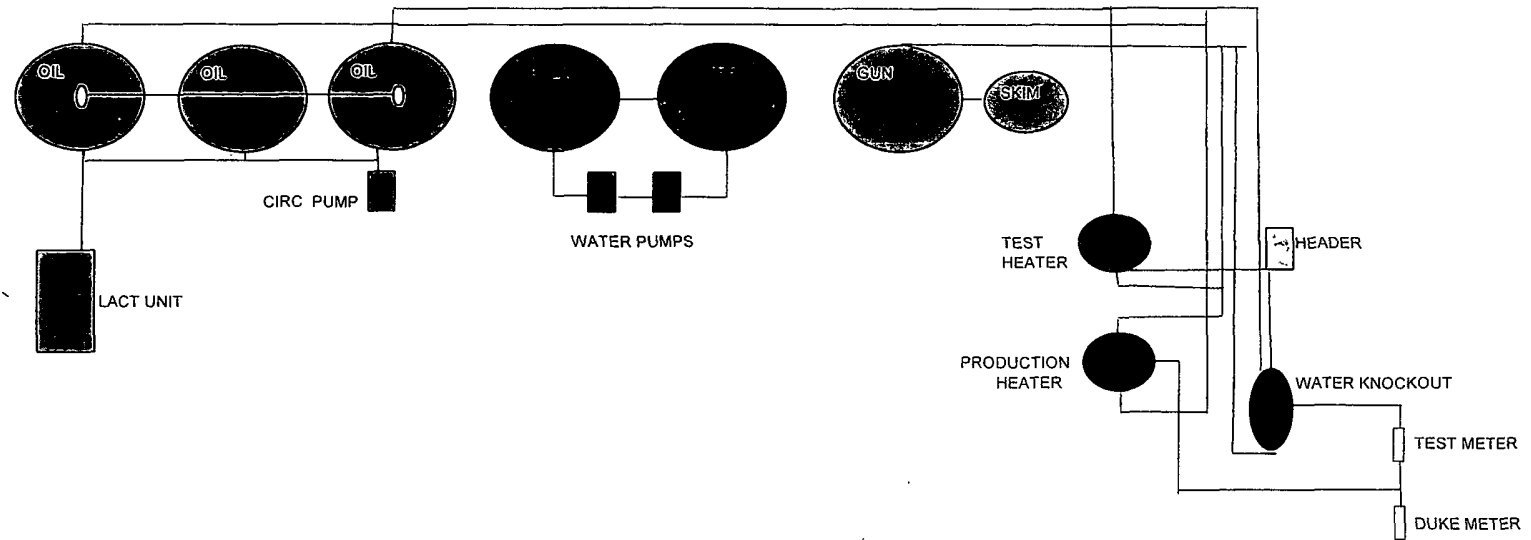 OIL
OIL
OIL
GUN
SKIM
CIRC PUMP
WATER PUMPS
LACT UNIT
TEST
HEATER
HEADER
PRODUCTION
HEATER
WATER KNOCKOUT
TEST METER
DUKE METER